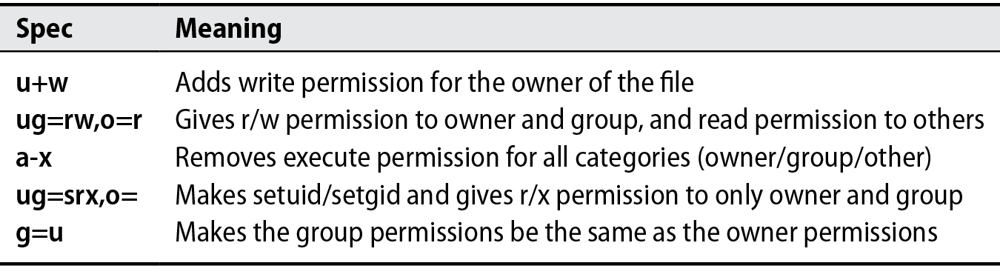 Spec Meaning
u+w Adds write permission for the owner of the file
ug=rw,o=r Gives r/w permission to owner and group, and read permission to others
a-x Removes execute permission for all categories (owner/group/other)
ug=srx,o= Makes setuid/setgid and gives r/x permission to only owner and group
g=u Makes the group permissions be the same as the owner permissions